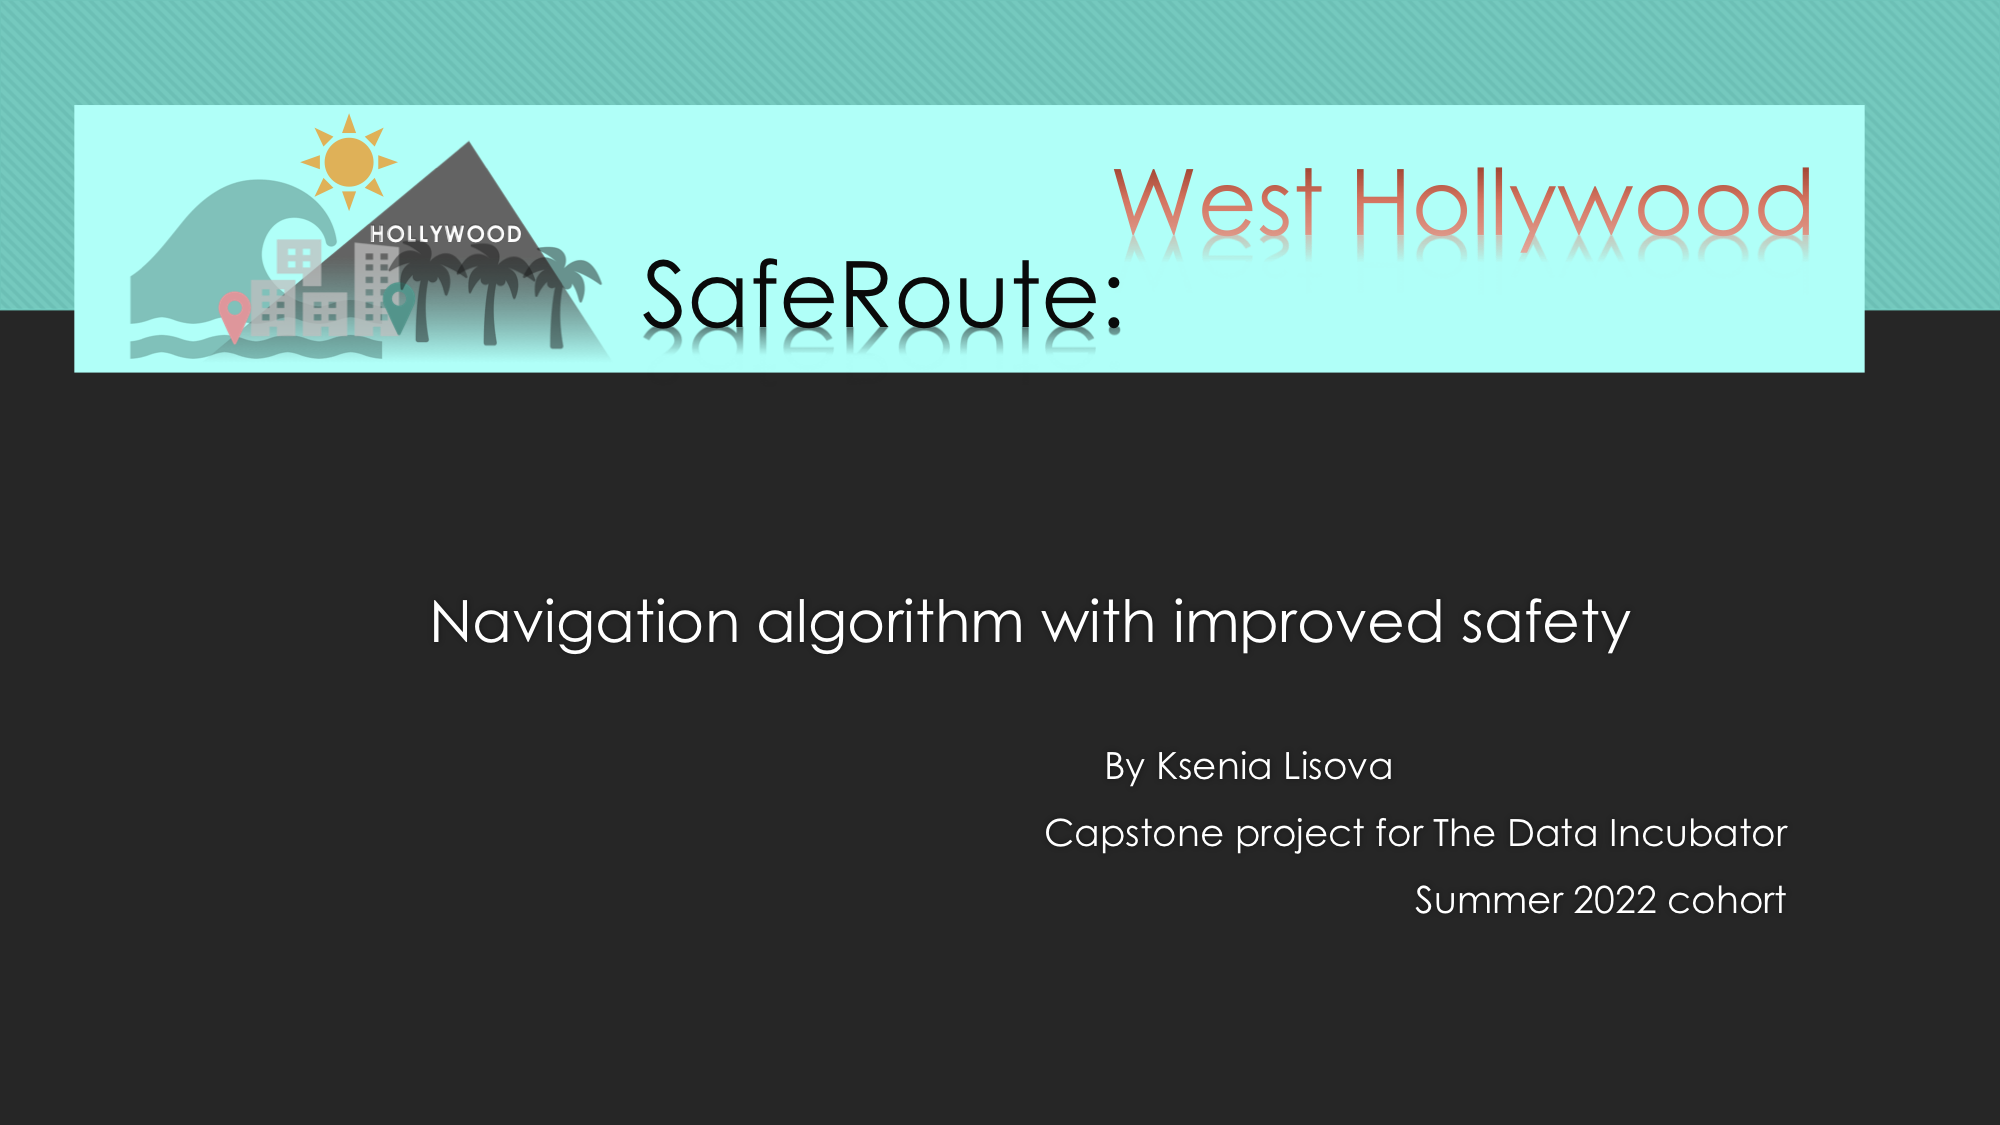 HOLLYWOOD
SafeRoute:
West Hollywood
Navigation algorithm with improved safety
By Ksenia Lisova
Capstone project for The Data Incubator
Summer 2022 cohort